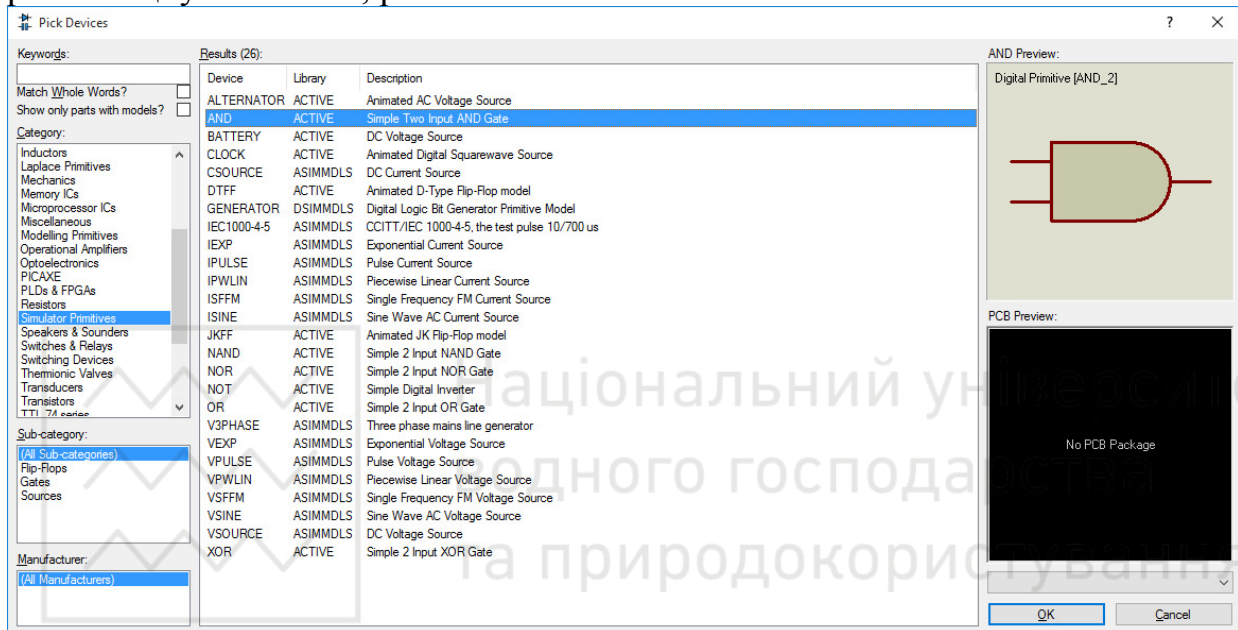 Pick Devices
? ×
Keywords:
Match Whole Words?
Show only parts with models?
Category:
Inductors
Laplace Primitives
Mechanics
Memory ICs
Microprocessor ICs
Miscellaneous
Modelling Primitives
Operational Amplifiers
Optoelectronics
PICAXE
PLDs & FPGAs
Resistors
Simulator Primitives
Speakers & Sounders
Switches & Relays
Switching Devices
Thermionic Valves
Transducers
Transistors
TTL 74 series
Sub-category:
(All Sub-categories)
Flip-Flops
Gates
Sources
Manufacturer:
(All Manufacturers)
Results (26):
Device Library Description
ALTERNATOR ACTIVE Animated AC Voltage Source
AND ACTIVE Simple Two Input AND Gate
BATTERY ACTIVE DC Voltage Source
CLOCK ACTIVE Animated Digital Squarewave Source
CSOURCE ASIMMDLS DC Current Source
DTFF ACTIVE Animated D-Type Flip-Flop model
GENERATOR DSIMMDLS Digital Logic Bit Generator Primitive Model
IEC1000-4-5 ASIMMDLS CCITT/IEC 1000-4-5, the test pulse 10/700 us
IEXP ASIMMDLS Exponential Current Source
IPULSE ASIMMDLS Pulse Current Source
IPWLIN ASIMMDLS Piecewise Linear Current Source
ISFFM ASIMMDLS Single Frequency FM Current Source
ISINE ASIMMDLS Sine Wave AC Current Source
JKFF ACTIVE Animated JK Flip-Flop model
NAND ACTIVE Simple 2 Input NAND Gate
NOR ACTIVE Simple 2 Input NOR Gate
NOT ACTIVE Simple Digital Inverter
OR ACTIVE Simple 2 Input OR Gate
V3PHASE ASIMMDLS Three phase mains line generator
VEXP ASIMMDLS Exponential Voltage Source
VPULSE ASIMMDLS Pulse Voltage Source
VPWLIN ASIMMDLS Piecewise Linear Voltage Source
VSFFM ASIMMDLS Single Frequency FM Voltage Source
VSINE ASIMMDLS Sine Wave AC Voltage Source
VSOURCE ASIMMDLS DC Voltage Source
XOR ACTIVE Simple 2 Input XOR Gate
AND Preview:
Digital Primitive [AND_2]
PCB Preview:
No PCB Package
OK Cancel
Національний
водного господарства
та природокористування